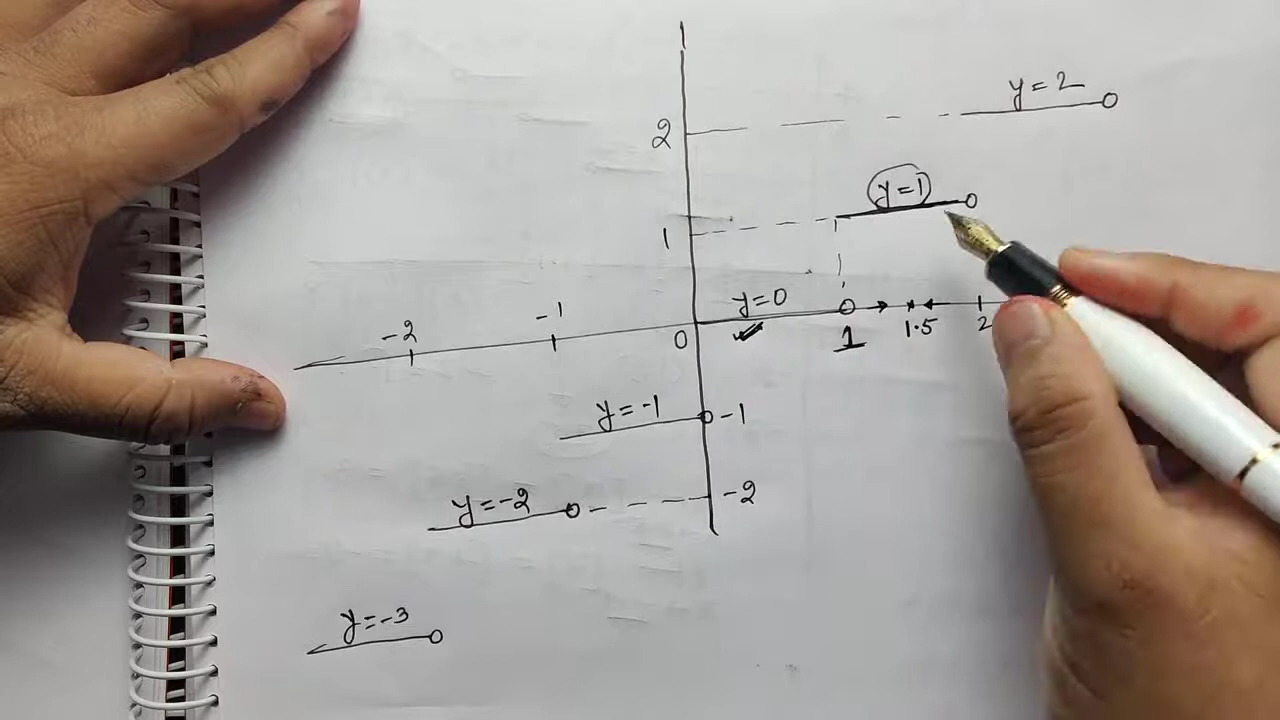 y = 2
2
y = 1
1
y = 0
-2
-1
0
1
1.5
2
y = -1
-1
y = -2
-2
y = -3